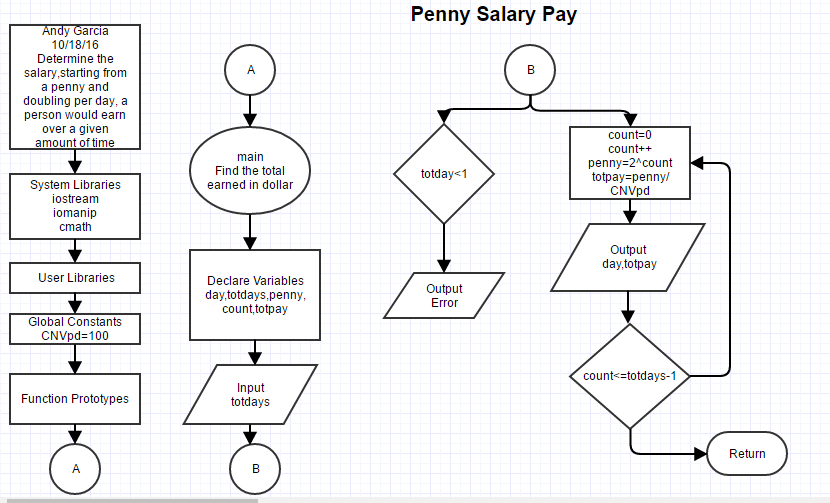 Penny Salary Pay
Andy Garcia
10/18/16
Determine the
salary,starting from
a penny and
doubling per day, a
person would earn
over a given
amount of time
System Libraries
iostream
iomanip
cmath
User Libraries
Global Constants
CNVpd=100
Function Prototypes
A
A
main
Find the total
earned in dollar
Declare Variables
day,totdays,penny,
count,totpay
Input
totdays
B
B
totday<1
Output
Error
count=0
count++
penny=2^count
totpay=penny/
CNVpd
Output
day,totpay
count<=totdays-1
Return